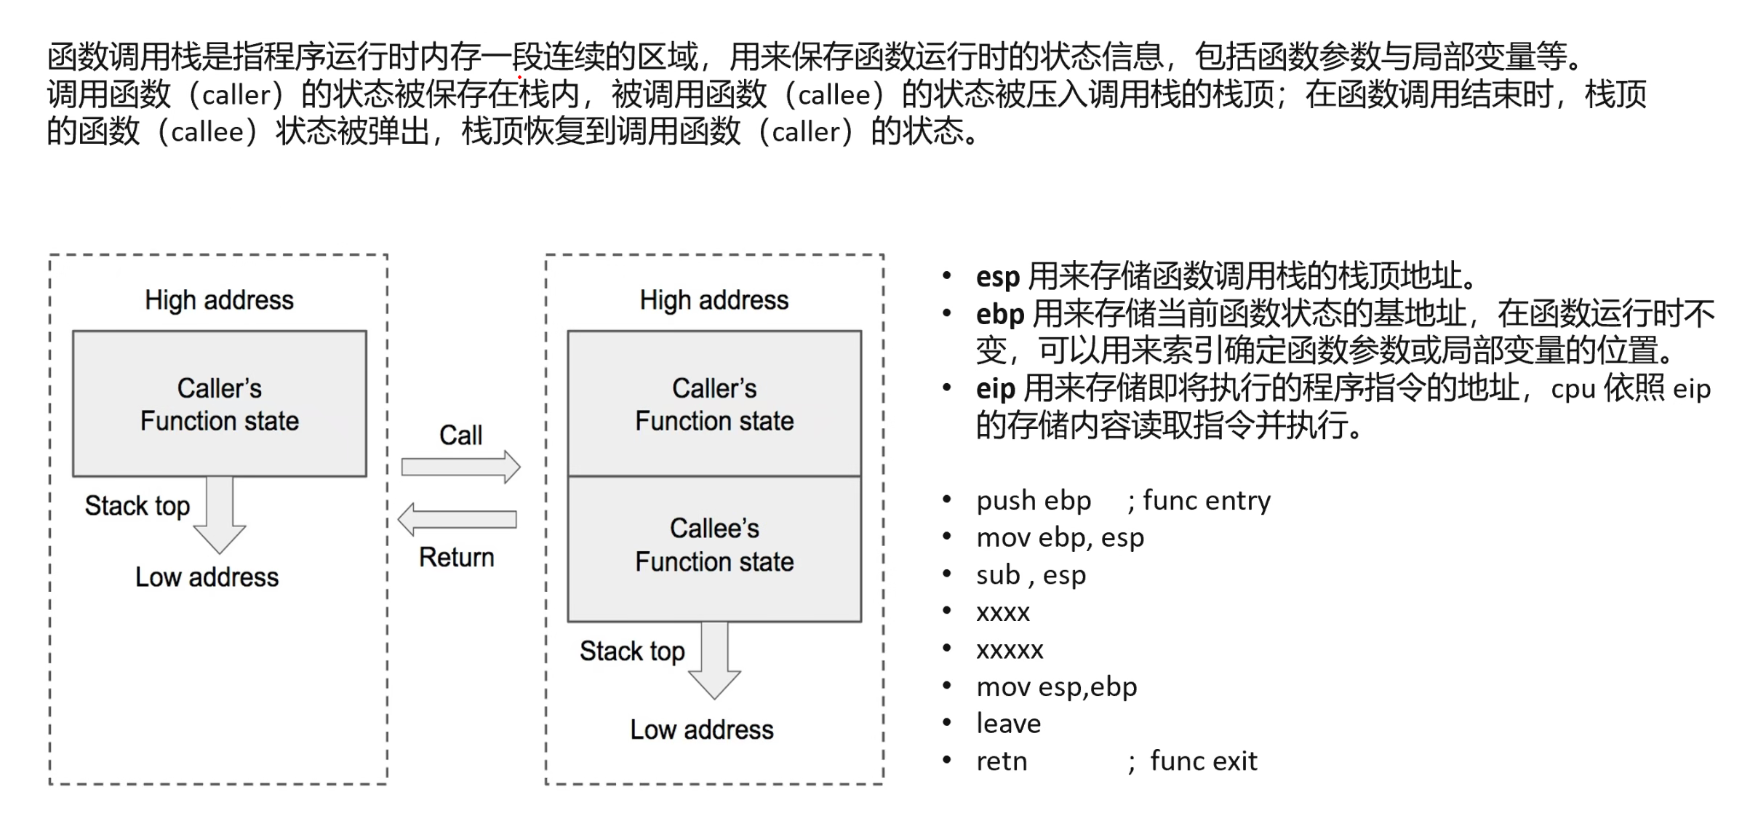 函数调用栈是指程序运行时内存一段连续的区域，用来保存函数运行时的状态信息，包括函数参数与局部变量等。
调用函数（caller）的状态被保存在栈内，被调用函数（callee）的状态被压入调用栈的栈顶；在函数调用结束时，栈顶
的函数（callee）状态被弹出，栈顶恢复到调用函数（caller）的状态。
High address
Caller's
Function state
Stack top
Low address
Call
Return
High address
Caller's
Function state
Callee's
Function state
Stack top
Low address
• esp 用来存储函数调用栈的栈顶地址。
• ebp 用来存储当前函数状态的基地址，在函数运行时不
变，可以用来索引确定函数参数或局部变量的位置。
• eip 用来存储即将执行的程序指令的地址，cpu 依照 eip
的存储内容读取指令并执行。
• push ebp ; func entry
• mov ebp, esp
• sub , esp
• xxxx
• xxxxx
• mov esp,ebp
• leave
• retn ; func exit